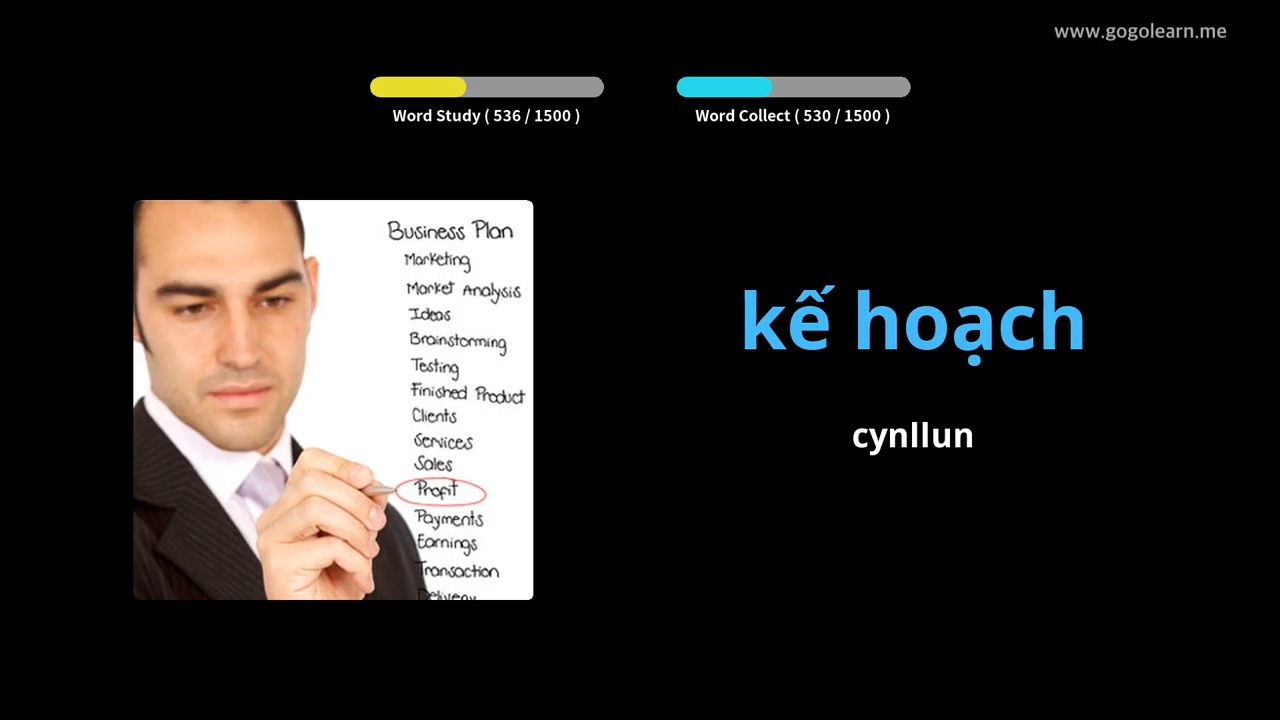 www.gogolearn.me
Word Study ( 536 / 1500 )
Word Collect ( 530 / 1500 )
Business Plan
Marketing
Market Analysis
Ideas
Brainstorming
Testing
Finished Product
Clients
Services
Sales
Profit
Payments
Earnings
Transaction
Delivery
kế hoạch
cynllun